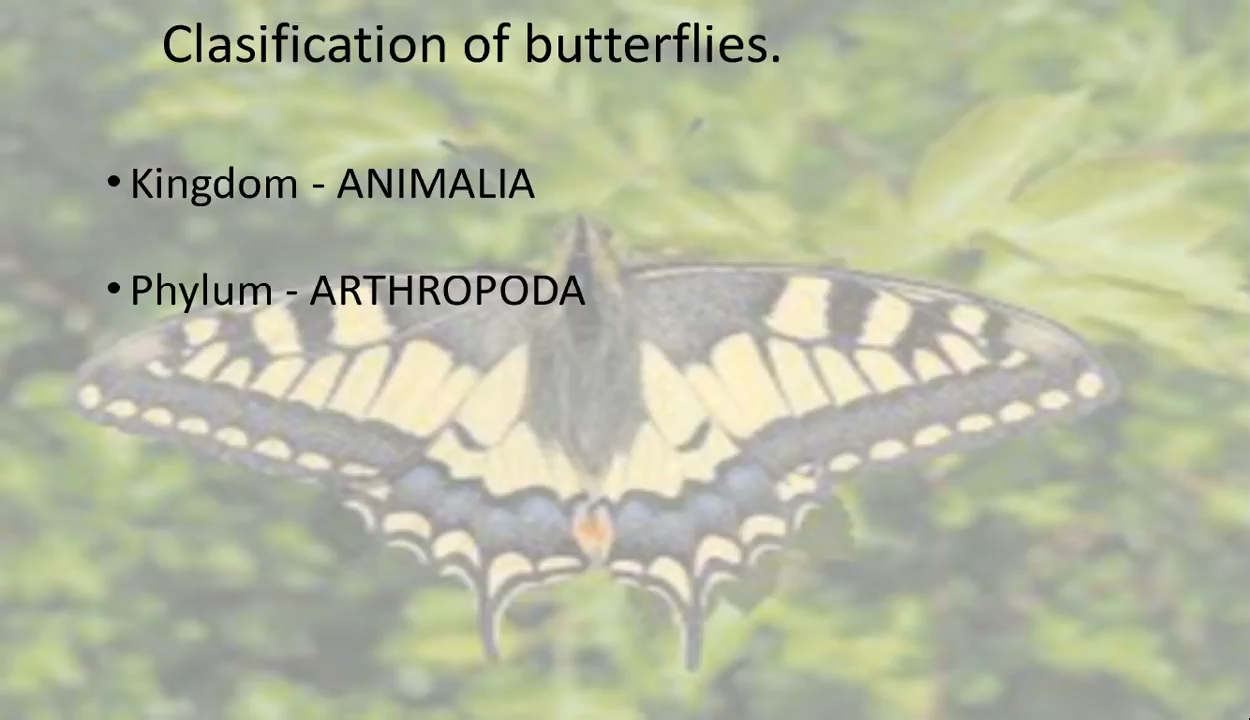 Clasification of butterflies.
• Kingdom - ANIMALIA
• Phylum - ARTHROPODA